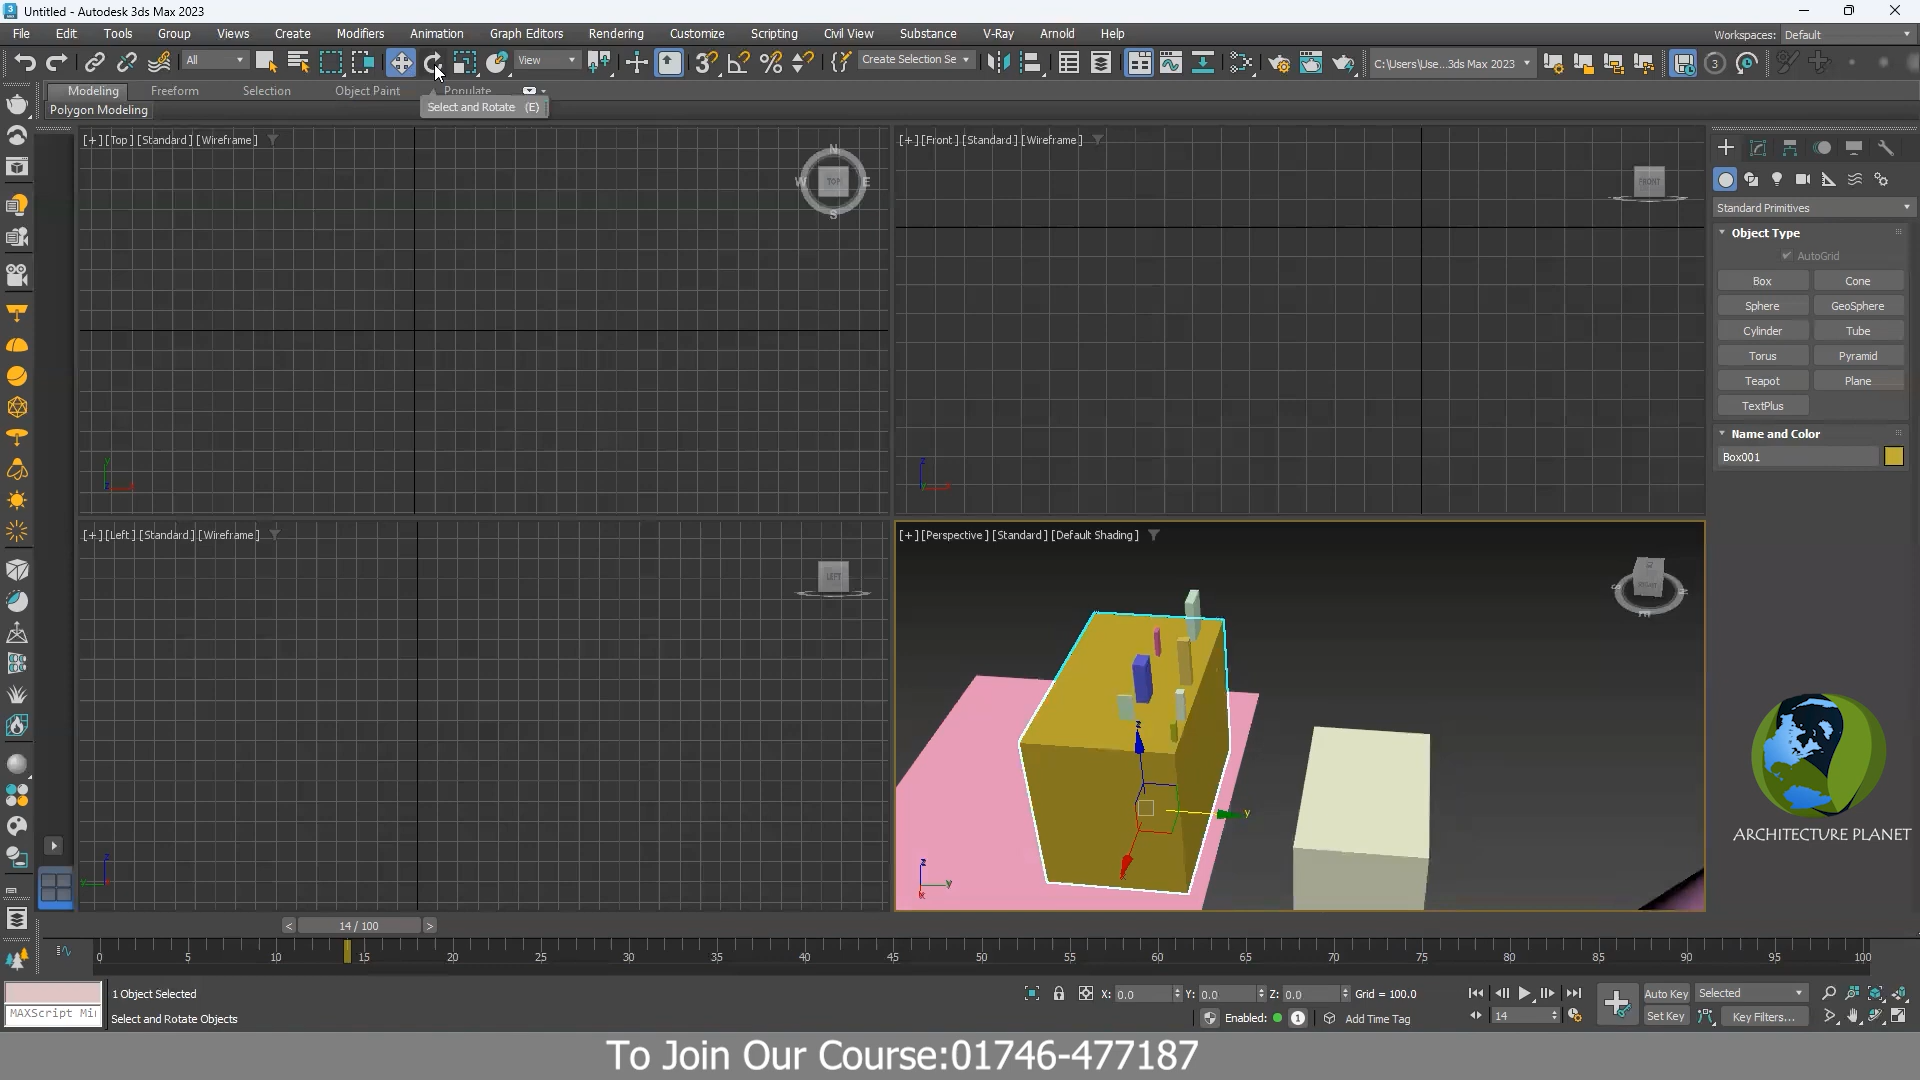 Untitled - Autodesk 3ds Max 2023
File Edit Tools Group Views Create Modifiers Animation Graph Editors Rendering Customize Scripting Civil View Substance V-Ray Arnold Help
Workspaces: Default
All View Create Selection Se C:\Users\Use...3ds Max 2023
Modeling Freeform Selection Object Paint Populate
Select and Rotate (E)
Polygon Modeling
[+] [Top] [Standard] [Wireframe]
N
W TOP E
S
[+] [Front] [Standard] [Wireframe]
FRONT
Standard Primitives
Object Type
AutoGrid
Box Cone
Sphere GeoSphere
Cylinder Tube
Torus Pyramid
Teapot Plane
TextPlus
Name and Color
Box001
[+] [Left] [Standard] [Wireframe]
LEFT
[+] [Perspective] [Standard] [Default Shading]
z
y
x
ARCHITECTURE PLANET
< 14 / 100 >
0 5 10 15 20 25 30 35 40 45 50 55 60 65 70 75 80 85 90 95 100
1 Object Selected
X: 0.0 Y: 0.0 Z: 0.0 Grid = 100.0
Auto Key Selected
MAXScript Mi
Select and Rotate Objects
Enabled: 1 Add Time Tag
14
Set Key Key Filters...
To Join Our Course:01746-477187